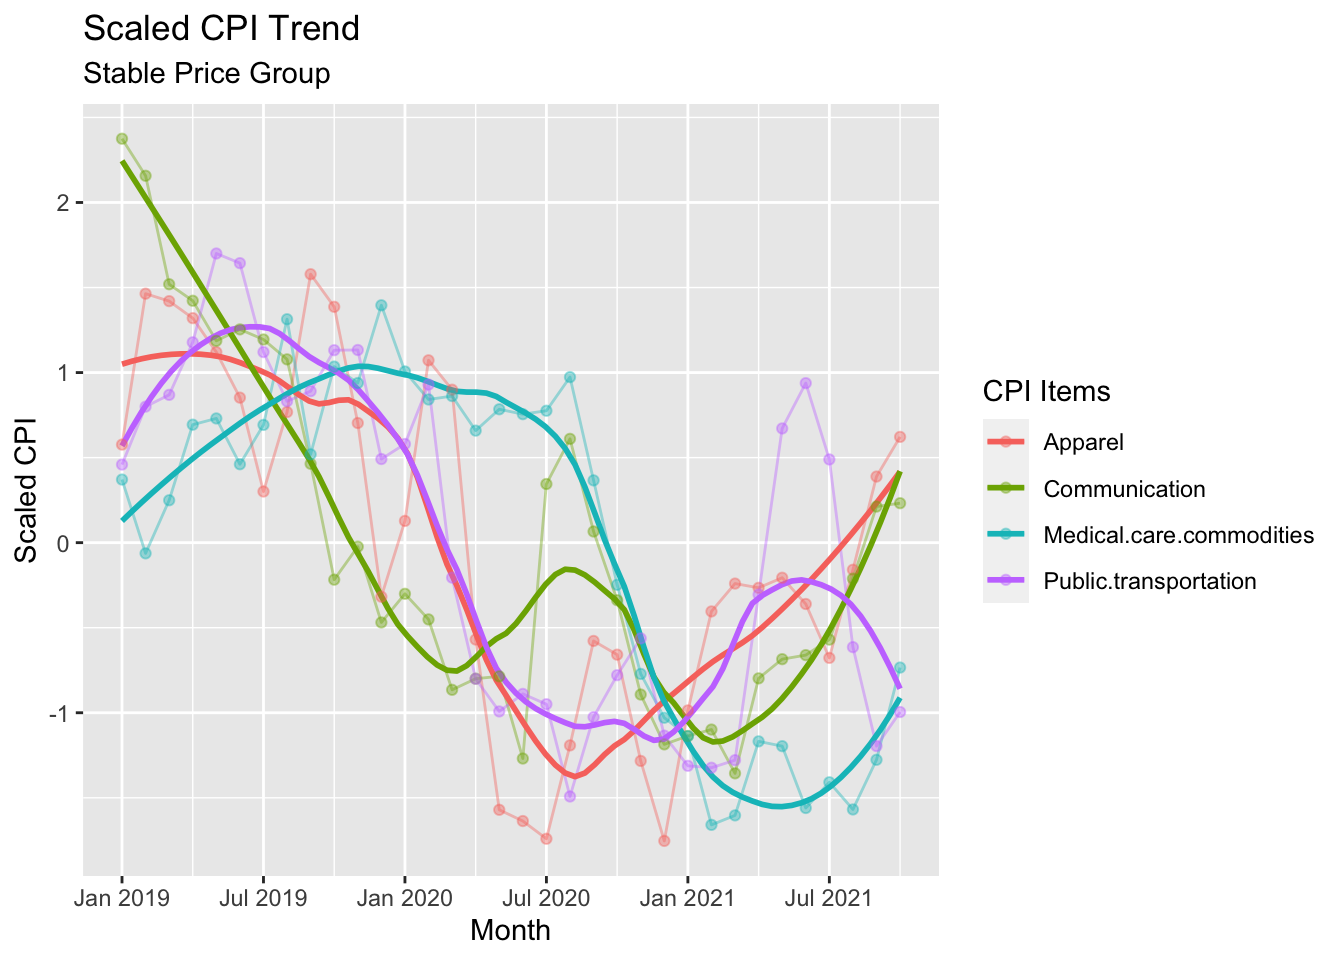 Scaled CPI Trend
Stable Price Group
Scaled CPI
2
1
0
-1
Jan 2019 Jul 2019 Jan 2020 Jul 2020 Jan 2021 Jul 2021
Month
CPI Items
Apparel
Communication
Medical.care.commodities
Public.transportation